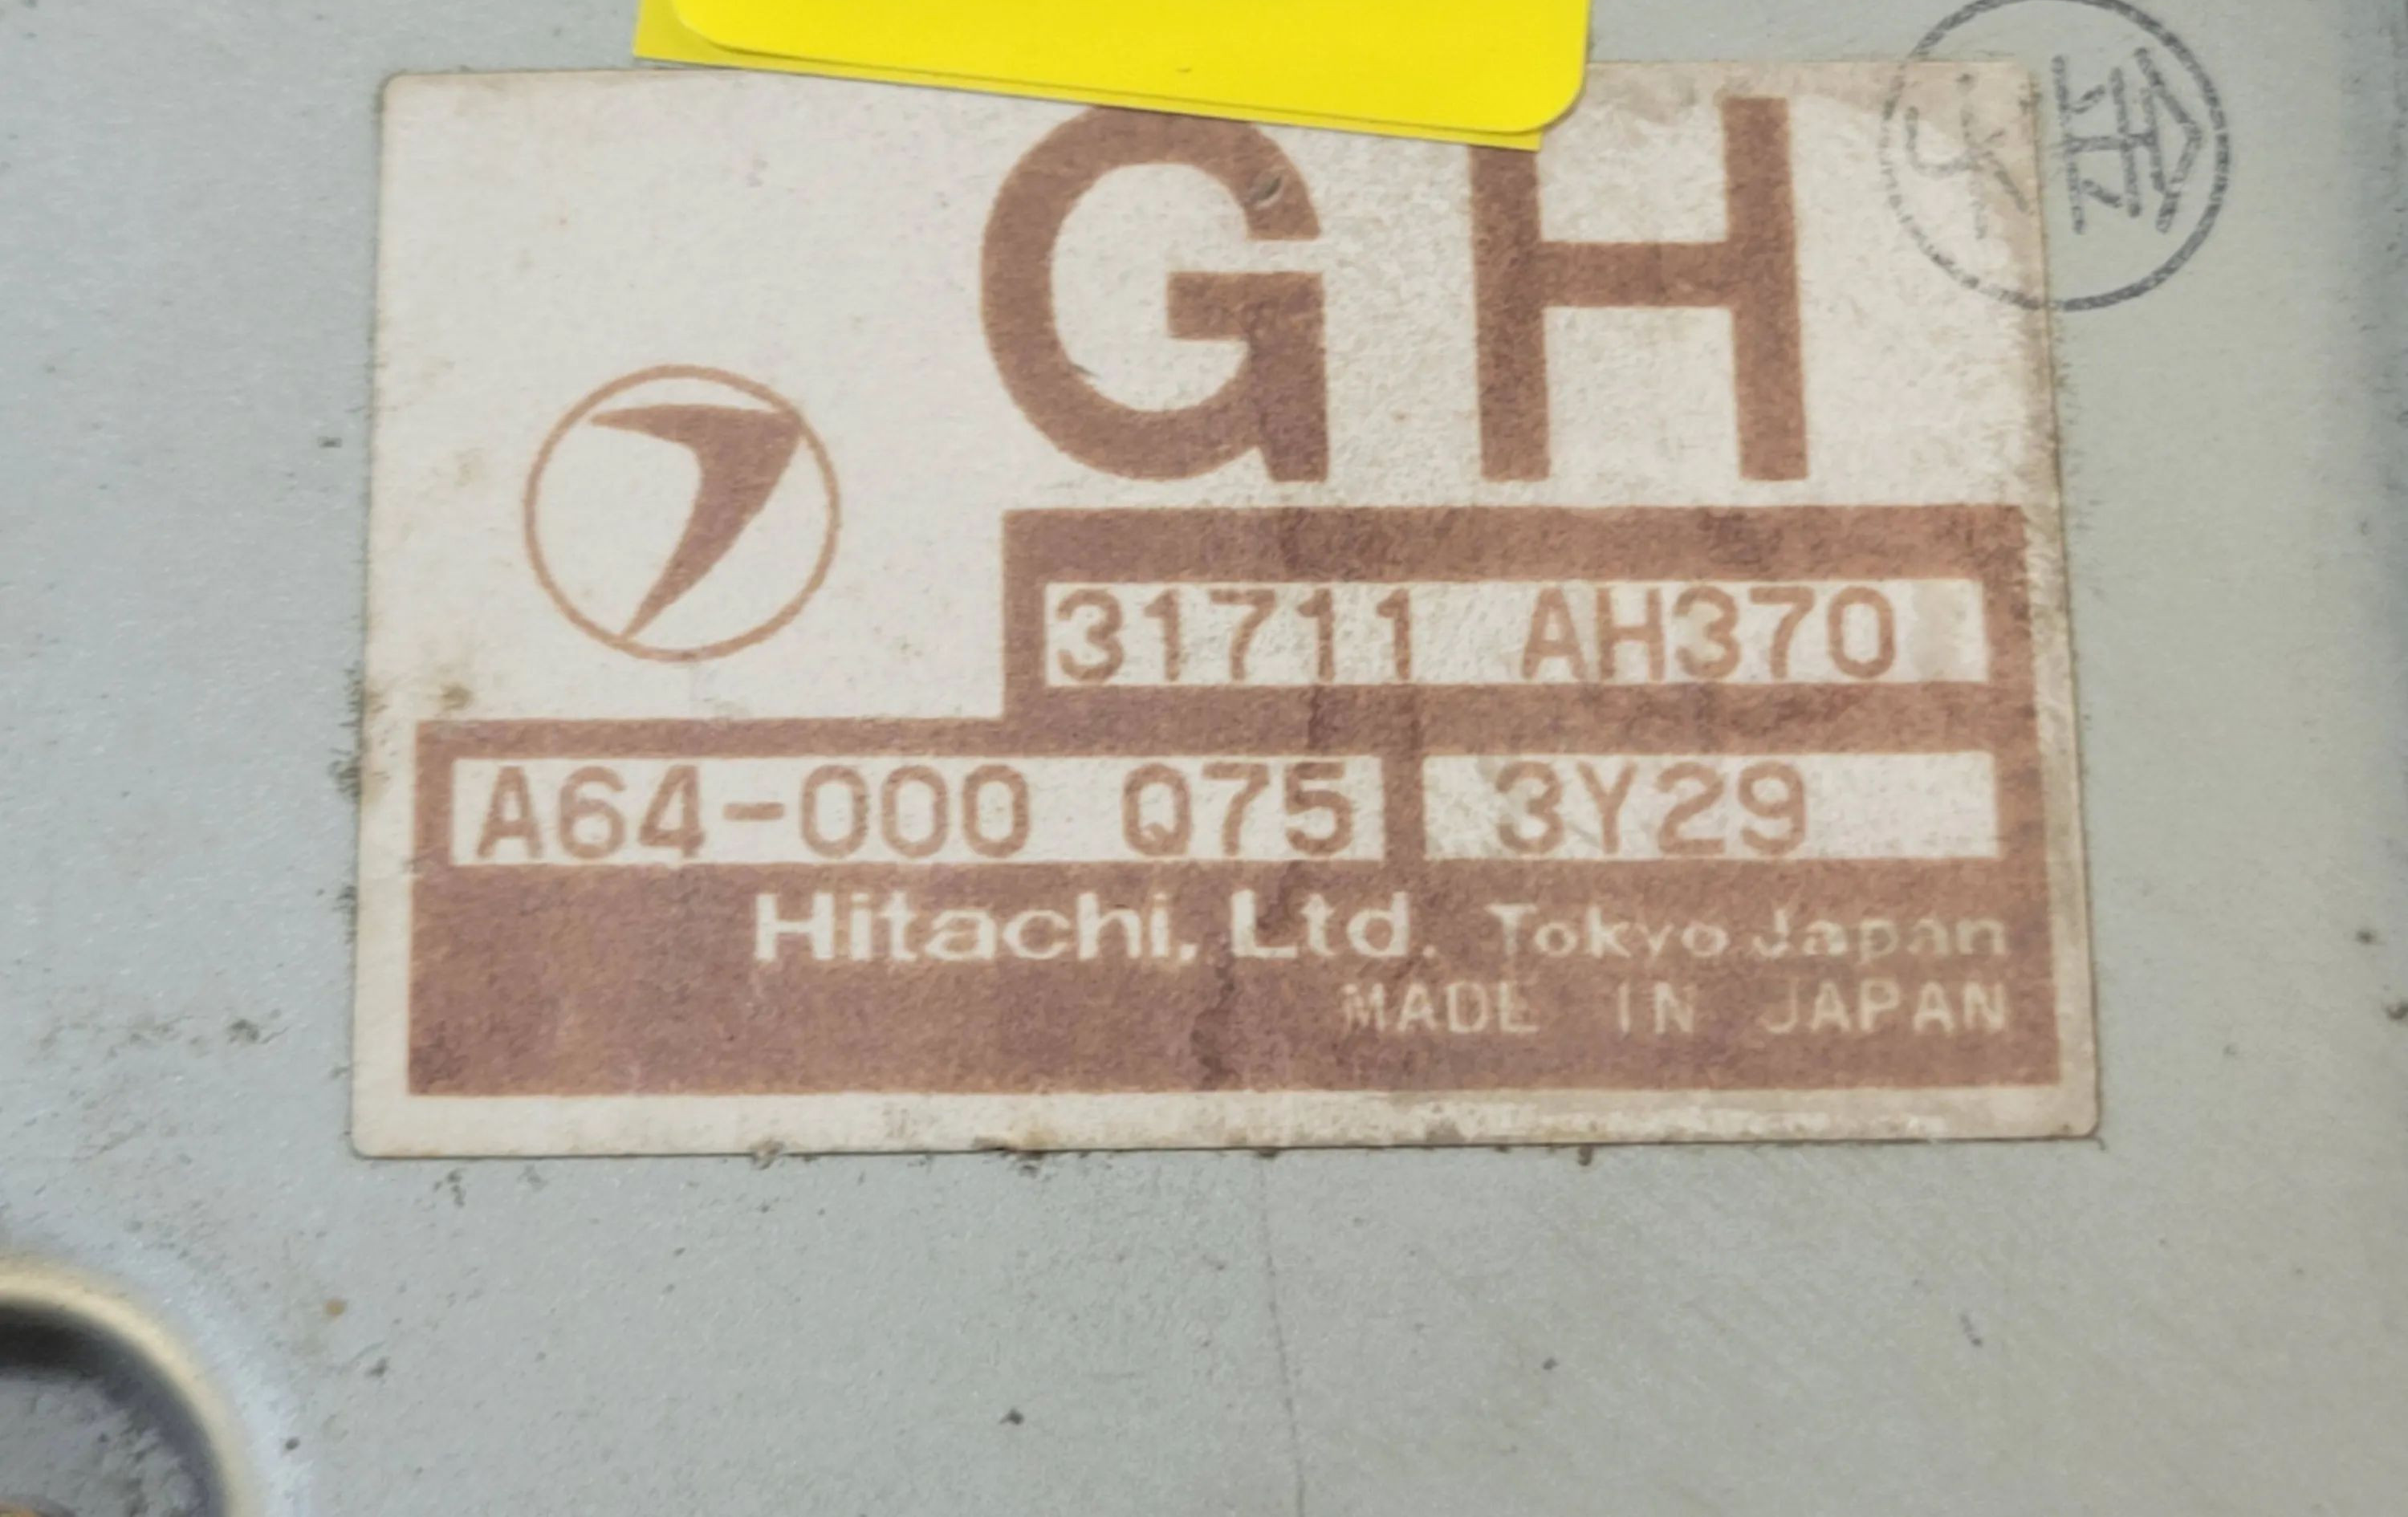 GH
31711 AH370
A64-000 Q75 3Y29
Hitachi, Ltd. Tokyo Japan
MADE IN JAPAN